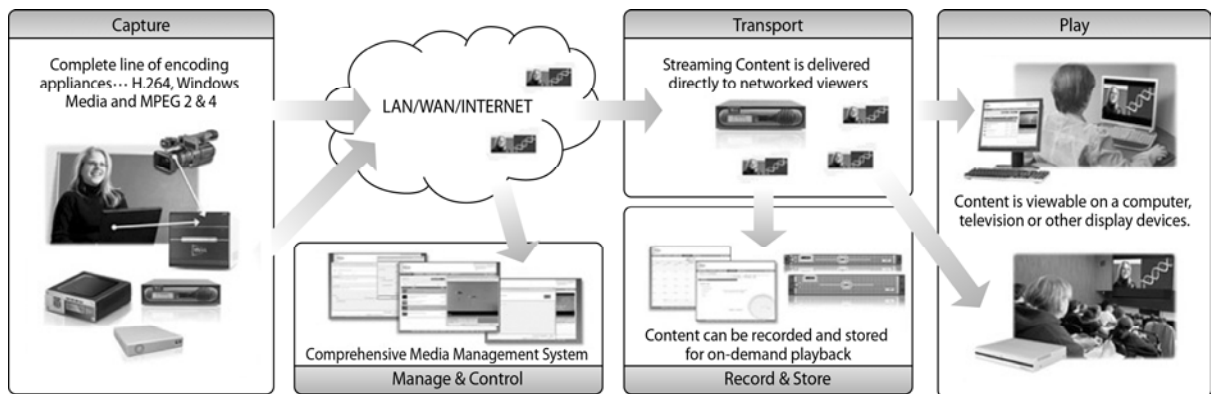 Capture
Complete line of encoding
appliances··· H.264, Windows
Media and MPEG 2 & 4
LAN/WAN/INTERNET
Comprehensive Media Management System
Manage & Control
Transport
Streaming Content is delivered
directly to networked viewers
Content can be recorded and stored
for on-demand playback
Record & Store
Play
Content is viewable on a computer,
television or other display devices.